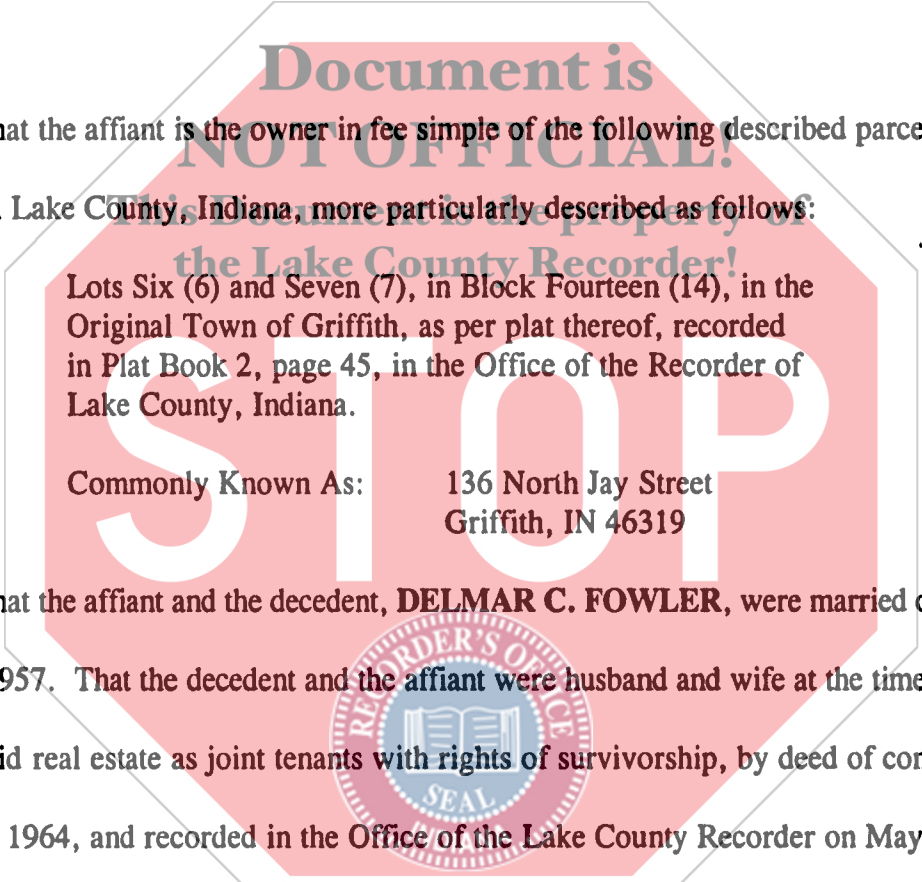 Document is
hat the affiant is the owner in fee simple of the following described parce
NOT OFFICIAL!
Lake County, Indiana, more particularly described as follows:
This Document is the property of
the Lake County Recorder!
Lots Six (6) and Seven (7), in Block Fourteen (14), in the
Original Town of Griffith, as per plat thereof, recorded
in Plat Book 2, page 45, in the Office of the Recorder of
Lake County, Indiana.
STOP
Commonly Known As: 136 North Jay Street
Griffith, IN 46319
hat the affiant and the decedent, DELMAR C. FOWLER, were married
RECORDER'S OFFICE
957. That the decedent and the affiant were husband and wife at the time
id real estate as joint tenants with rights of survivorship, by deed of con
SEAL
1964, and recorded in the Office of the Lake County Recorder on May
INDIANA